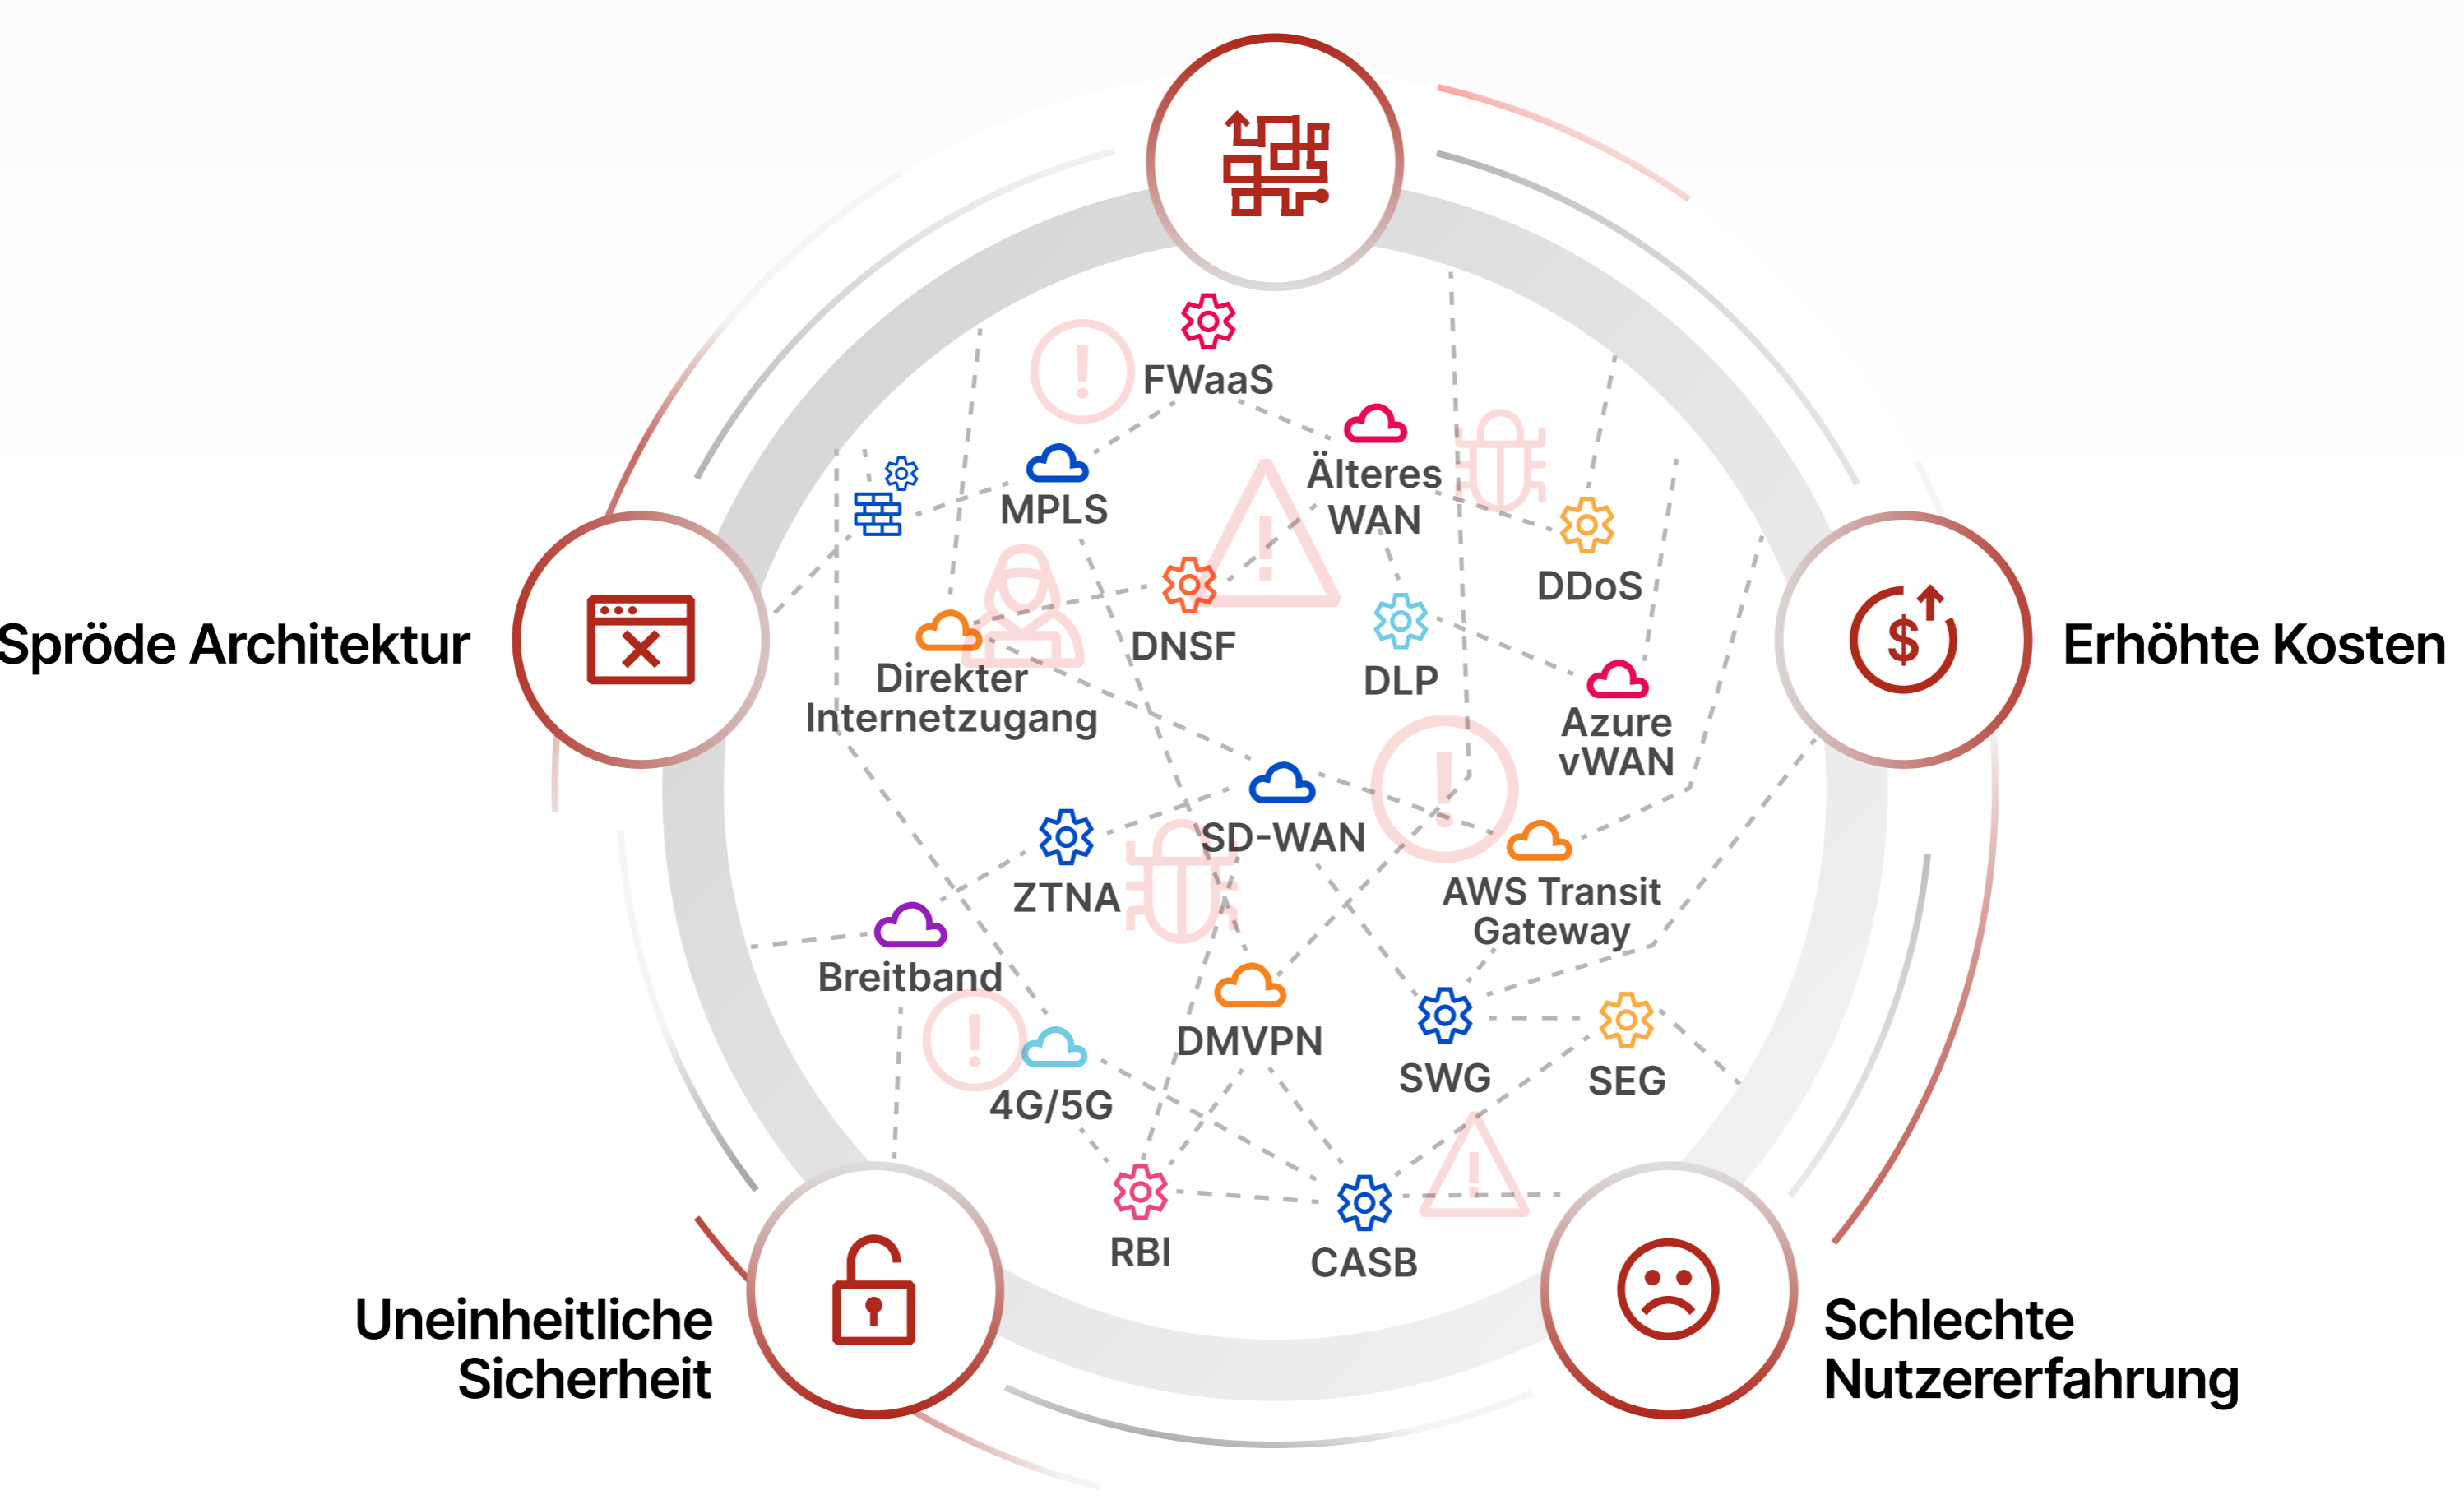 FWaaS
Älteres
WAN
MPLS
DDoS
DNSF
Spröde Architektur
Erhöhte Kosten
Direkter
Internetzugang
DLP
Azure
vWAN
SD-WAN
ZTNA
AWS Transit
Gateway
Breitband
DMVPN
SWG
SEG
4G/5G
RBI
CASB
Uneinheitliche
Sicherheit
Schlechte
Nutzererfahrung